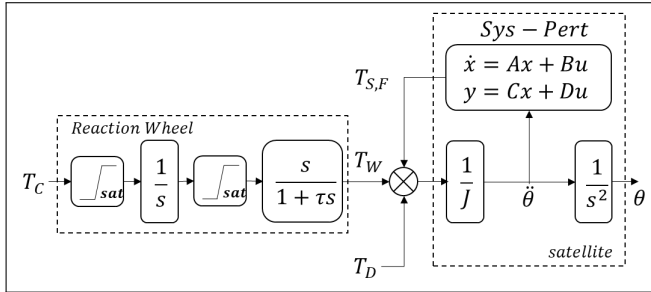 Sys − Pert
ẋ = Ax + Bu
y = Cx + Du
T_{S,F}
Reaction Wheel
T_C
sat
1/s
sat
s/(1 + τs)
T_W
1/J
θ̈
1/s²
θ
T_D
satellite